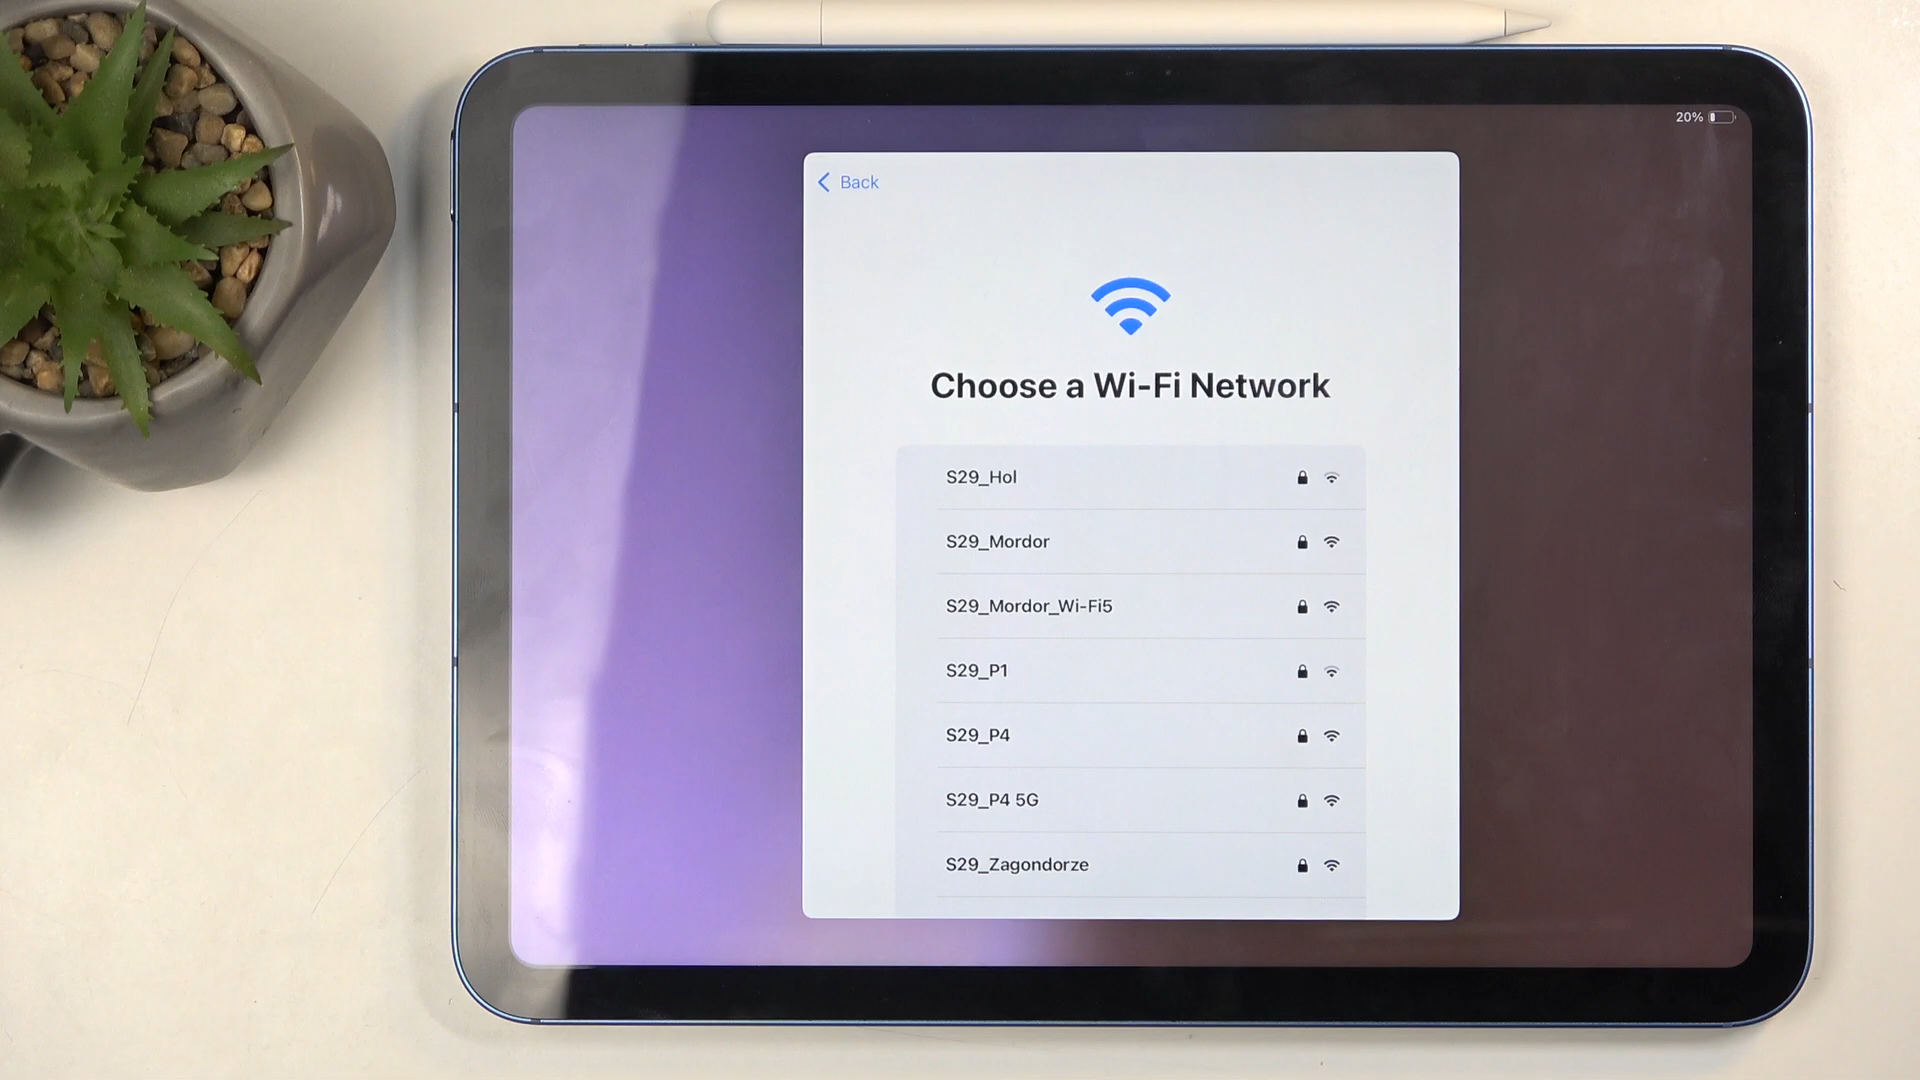 20%
Back
Choose a Wi-Fi Network
S29_Hol
S29_Mordor
S29_Mordor_Wi-Fi5
S29_P1
S29_P4
S29_P4 5G
S29_Zagondorze